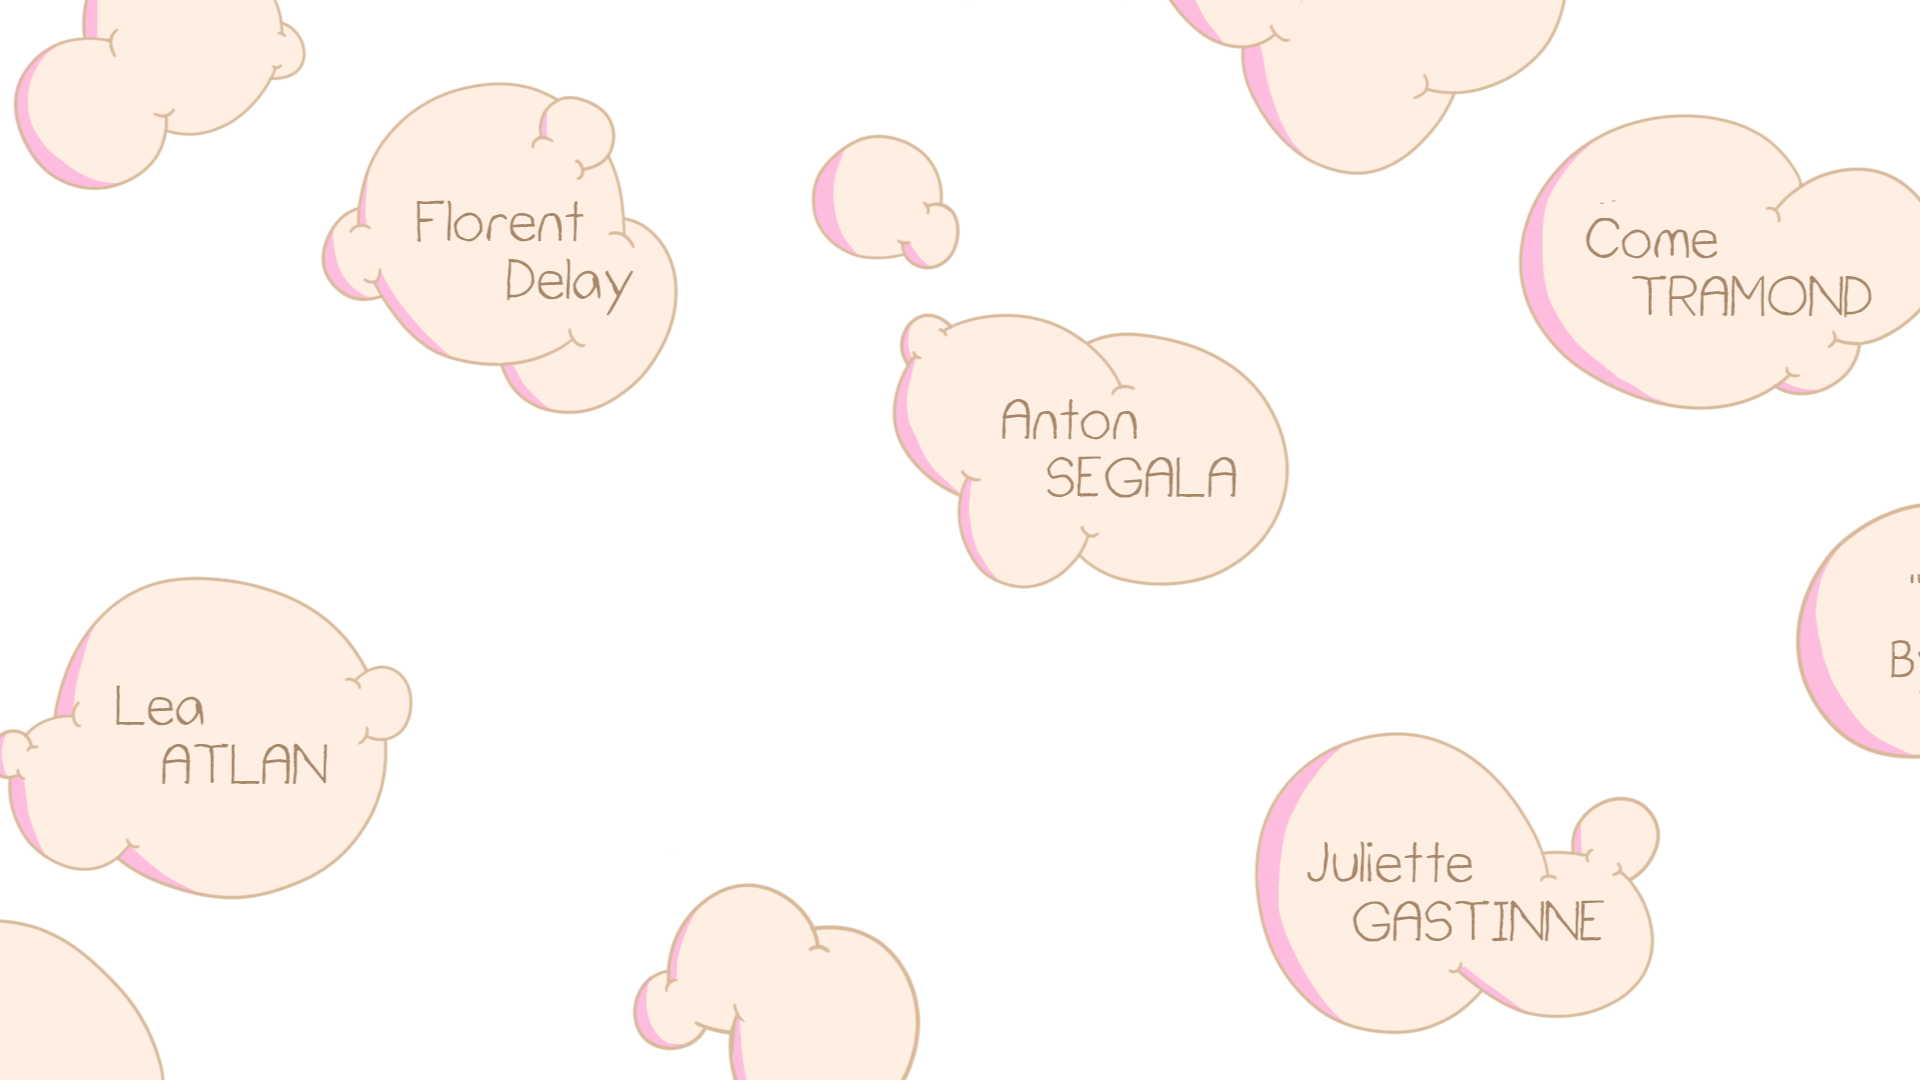 Florent
Delay
Come
TRAMOND
Anton
SEGALA
Lea
ATLAN
Juliette
GASTINNE